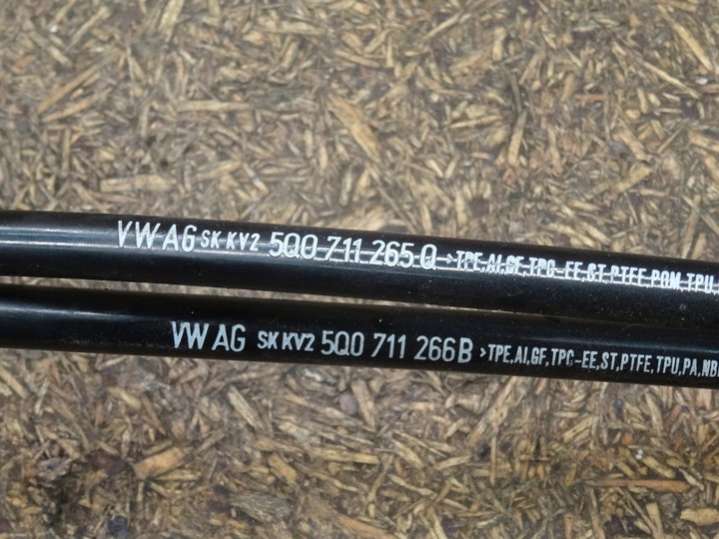 VW AG SK KV2 5Q0 711 265 Q >TPE,AI,GF,TPC-EE,ST,PTFE,POM,TPU,
VW AG SK KV2 5Q0 711 266 B >TPE,AI,GF,TPC-EE,ST,PTFE,TPU,PA,NB